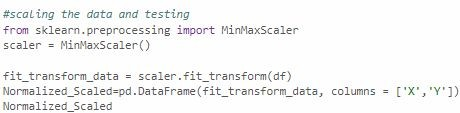 #scaling the data and testing
from sklearn.preprocessing import MinMaxScaler
scaler = MinMaxScaler()
fit_transform_data = scaler.fit_transform(df)
Normalized_Scaled=pd.DataFrame(fit_transform_data, columns = ['X','Y'])
Normalized_Scaled